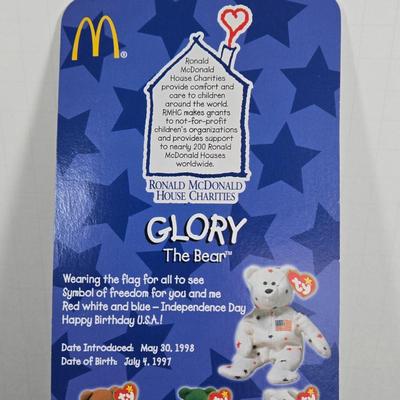 Ronald
McDonald
House Charities
provide comfort and
care to children
around the world.
RMHC makes grants
to not-for-profit
children's organizations
and provides support
to nearly 200 Ronald
McDonald Houses
worldwide.
RONALD MCDONALD
HOUSE CHARITIES
GLORY
The Bear™
Wearing the flag for all to see
Symbol of freedom for you and me
Red white and blue – Independence Day
Happy Birthday U.S.A.!
Date Introduced: May 30, 1998
Date of Birth: July 4, 1997